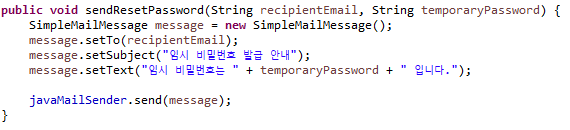 public void sendResetPassword(String recipientEmail, String temporaryPassword) {
SimpleMailMessage message = new SimpleMailMessage();
message.setTo(recipientEmail);
message.setSubject("임시 비밀번호 발급 안내");
message.setText("임시 비밀번호는 " + temporaryPassword + " 입니다.");
javaMailSender.send(message);
}